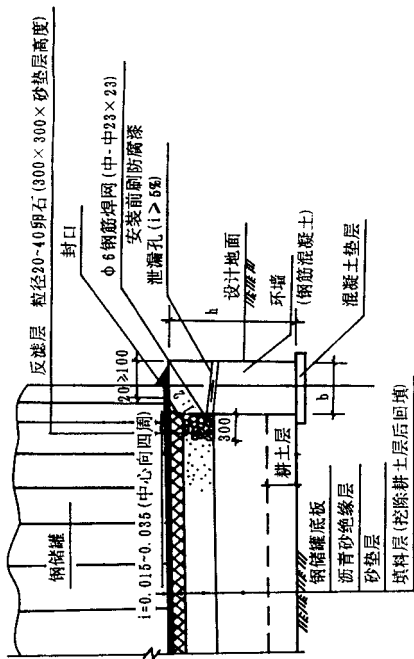 反滤层　粒径20~40卵石(300×300×砂垫层高度)
封口
φ6钢筋焊网(中-中23×23)
安装前刷防腐漆
泄漏孔(i>5%)
设计地面
环墙
(钢筋混凝土)
混凝土垫层
钢储罐
i=0.015~0.035(中心向四周)
20
≥100
1:2
300
h
b
耕土层
钢储罐底板
沥青砂绝缘层
砂垫层
填料层(挖除耕土层后回填)